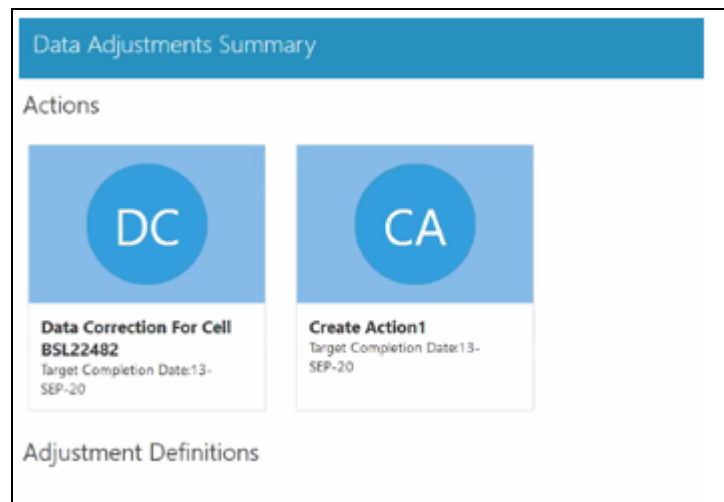 Data Adjustments Summary
Actions
DC
CA
Data Correction For Cell
BSL22482
Target Completion Date:13-
SEP-20
Create Action1
Target Completion Date:13-
SEP-20
Adjustment Definitions